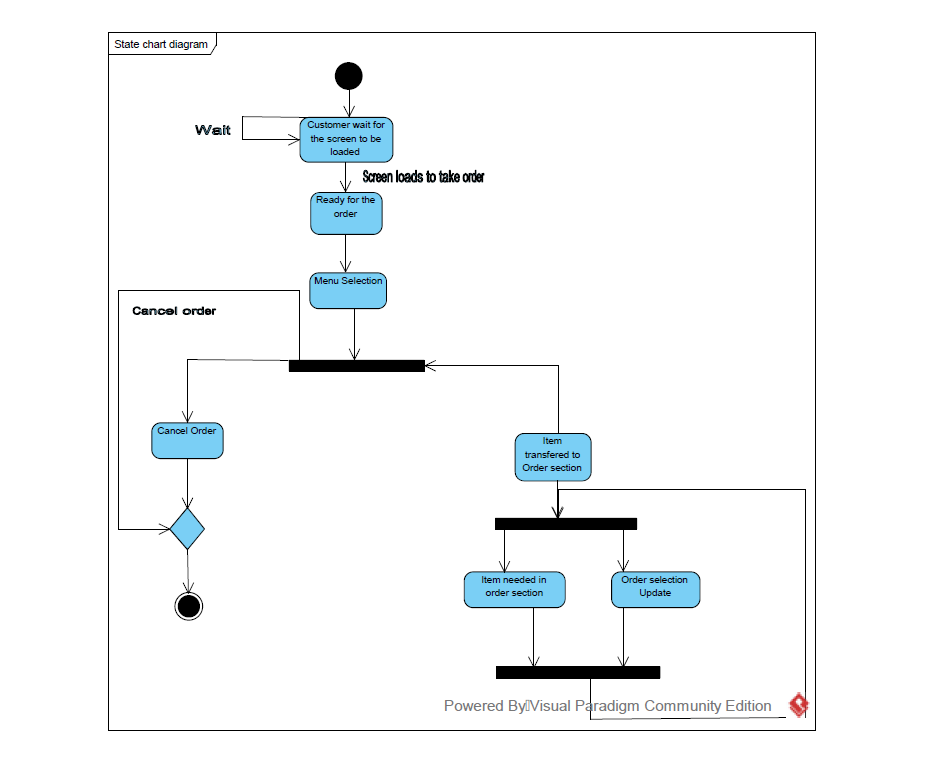 State chart diagram
Wait
Customer wait for
the screen to be
loaded
Screen loads to take order
Ready for the
order
Menu Selection
Cancel order
Cancel Order
Item
transfered to
Order section
Item needed in
order section
Order selection
Update
Powered By Visual Paradigm Community Edition